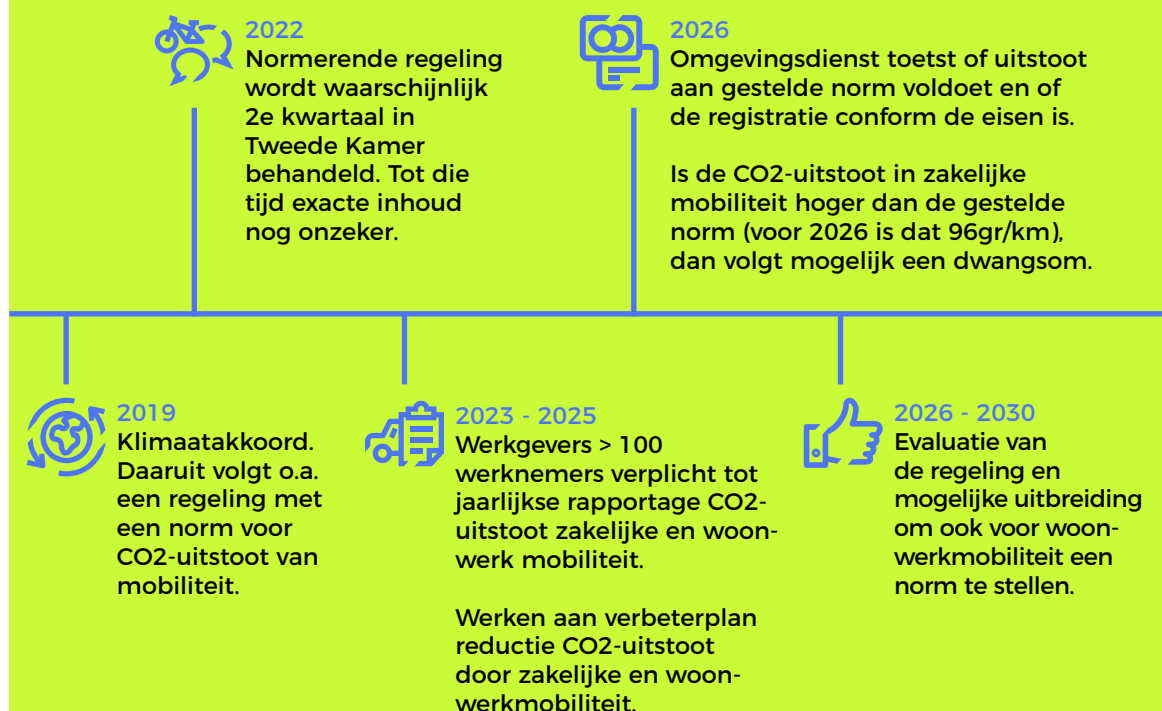 2022
Normerende regeling
wordt waarschijnlijk
2e kwartaal in
Tweede Kamer
behandeld. Tot die
tijd exacte inhoud
nog onzeker.
2026
Omgevingsdienst toetst of uitstoot
aan gestelde norm voldoet en of
de registratie conform de eisen is.
Is de CO2-uitstoot in zakelijke
mobiliteit hoger dan de gestelde
norm (voor 2026 is dat 96gr/km),
dan volgt mogelijk een dwangsom.
2019
Klimaatakkoord.
Daaruit volgt o.a.
een regeling met
een norm voor
CO2-uitstoot van
mobiliteit.
2023 - 2025
Werkgevers > 100
werknemers verplicht tot
jaarlijkse rapportage CO2-
uitstoot zakelijke en woon-
werk mobiliteit.
Werken aan verbeterplan
reductie CO2-uitstoot
door zakelijke en woon-
werkmobiliteit.
2026 - 2030
Evaluatie van
de regeling en
mogelijke uitbreiding
om ook voor woon-
werkmobiliteit een
norm te stellen.